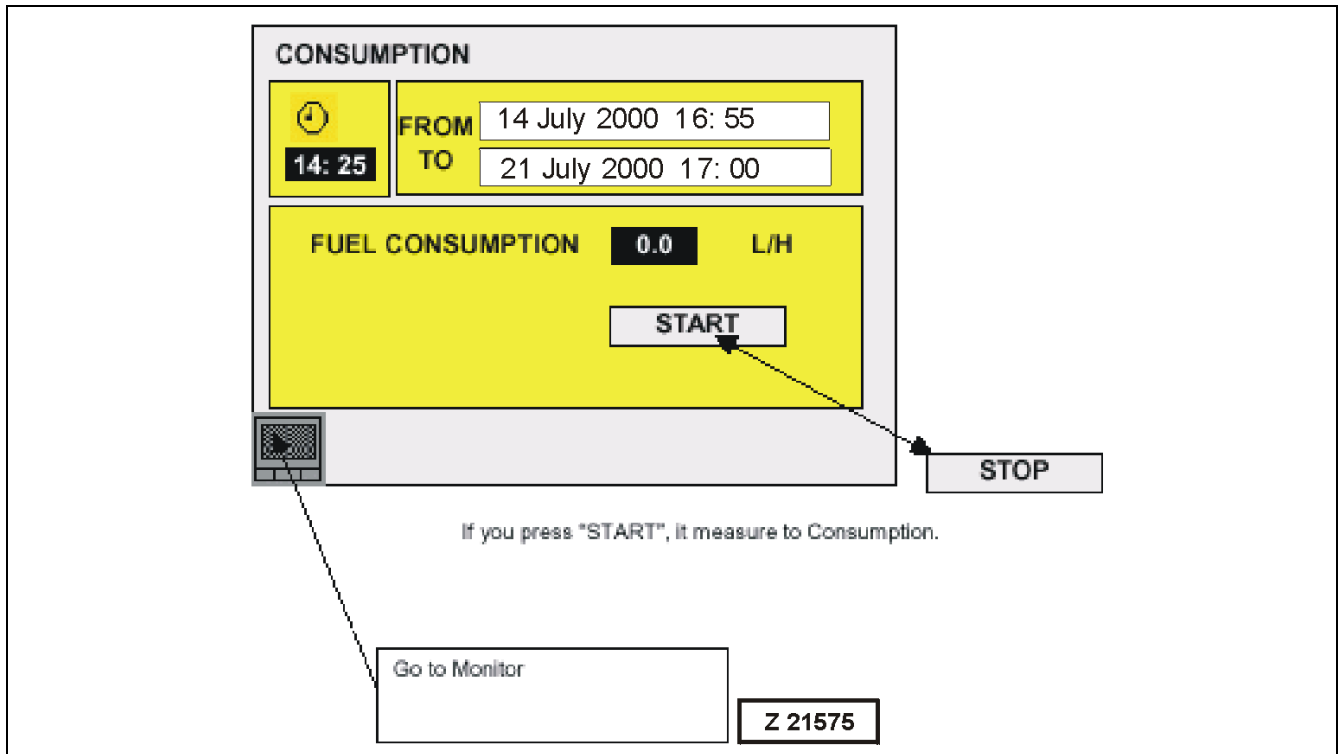 CONSUMPTION
FROM 14 July 2000 16: 55
14: 25 TO 21 July 2000 17: 00
FUEL CONSUMPTION 0.0 L/H
START
STOP
If you press "START", it measure to Consumption.
Go to Monitor
Z 21575